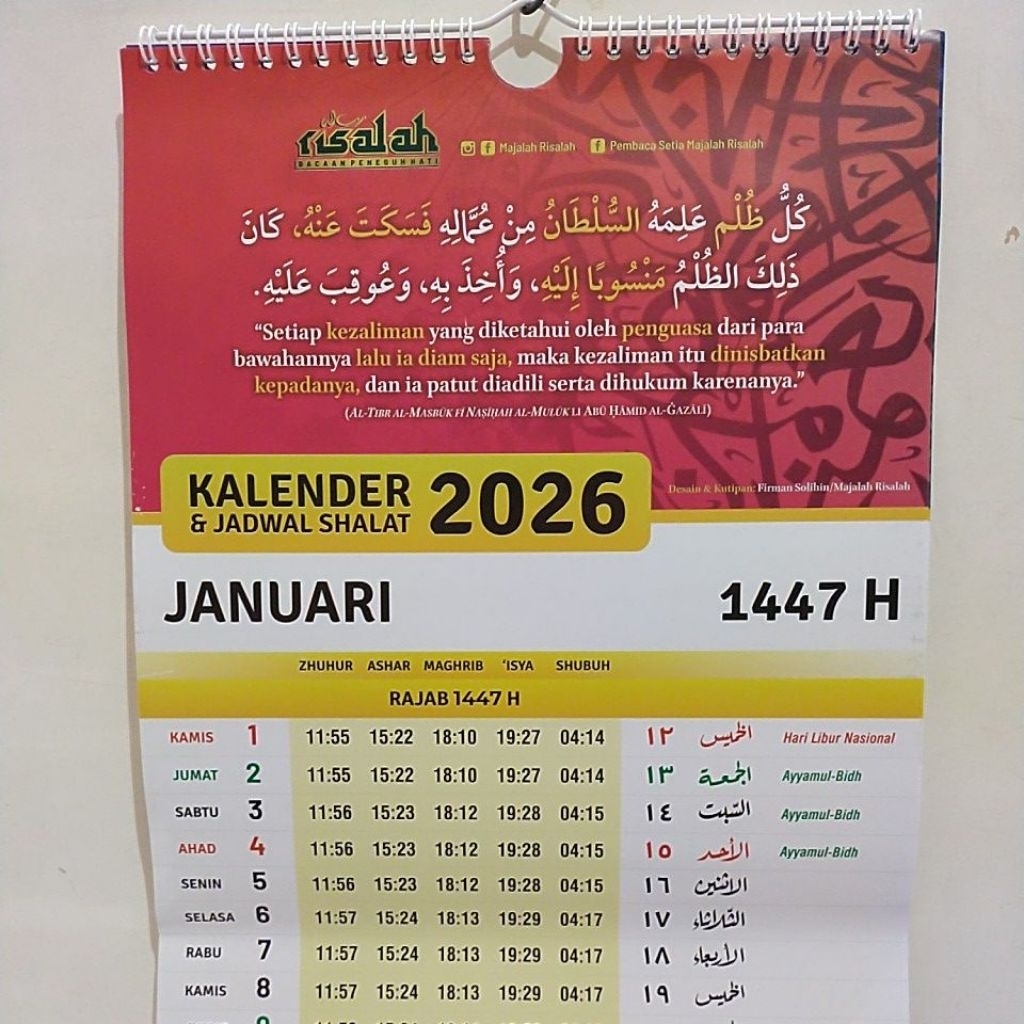 risalah
BACAAN PENEGUH HATI
Majalah Risalah
Pembaca Setia Majalah Risalah
كُلُّ ظُلْمٍ عَلِمَهُ السُّلْطَانُ مِنْ عُمَّالِهِ فَسَكَتَ عَنْهُ، كَانَ
ذَلِكَ الظُلْمُ مَنْسُوبًا إِلَيْهِ، وَأُخِذَ بِهِ، وَعُوقِبَ عَلَيْهِ.
“Setiap kezaliman yang diketahui oleh penguasa dari para
bawahannya lalu ia diam saja, maka kezaliman itu dinisbatkan
kepadanya, dan ia patut diadili serta dihukum karenanya.”
(AL-TIBR AL-MASBŪK FĪ NAṢĪḤAH AL-MULŪK LI ABŪ ḤĀMID AL-ĠAZĀLĪ)
Desain & Kutipan: Firman Solihin/Majalah Risalah
KALENDER
& JADWAL SHALAT
2026
JANUARI 1447 H
ZHUHUR ASHAR MAGHRIB ‘ISYA SHUBUH
RAJAB 1447 H
KAMIS 1 11:55 15:22 18:10 19:27 04:14 ١٢ الخميس Hari Libur Nasional
JUMAT 2 11:55 15:22 18:10 19:27 04:14 ١٣ الجمعة Ayyamul-Bidh
SABTU 3 11:56 15:23 18:12 19:28 04:15 ١٤ السّبت Ayyamul-Bidh
AHAD 4 11:56 15:23 18:12 19:28 04:15 ١٥ الأحد Ayyamul-Bidh
SENIN 5 11:56 15:23 18:12 19:28 04:15 ١٦ الاثنين
SELASA 6 11:57 15:24 18:13 19:29 04:17 ١٧ الثّلاثاء
RABU 7 11:57 15:24 18:13 19:29 04:17 ١٨ الأربعاء
KAMIS 8 11:57 15:24 18:13 19:29 04:17 ١٩ الخميس